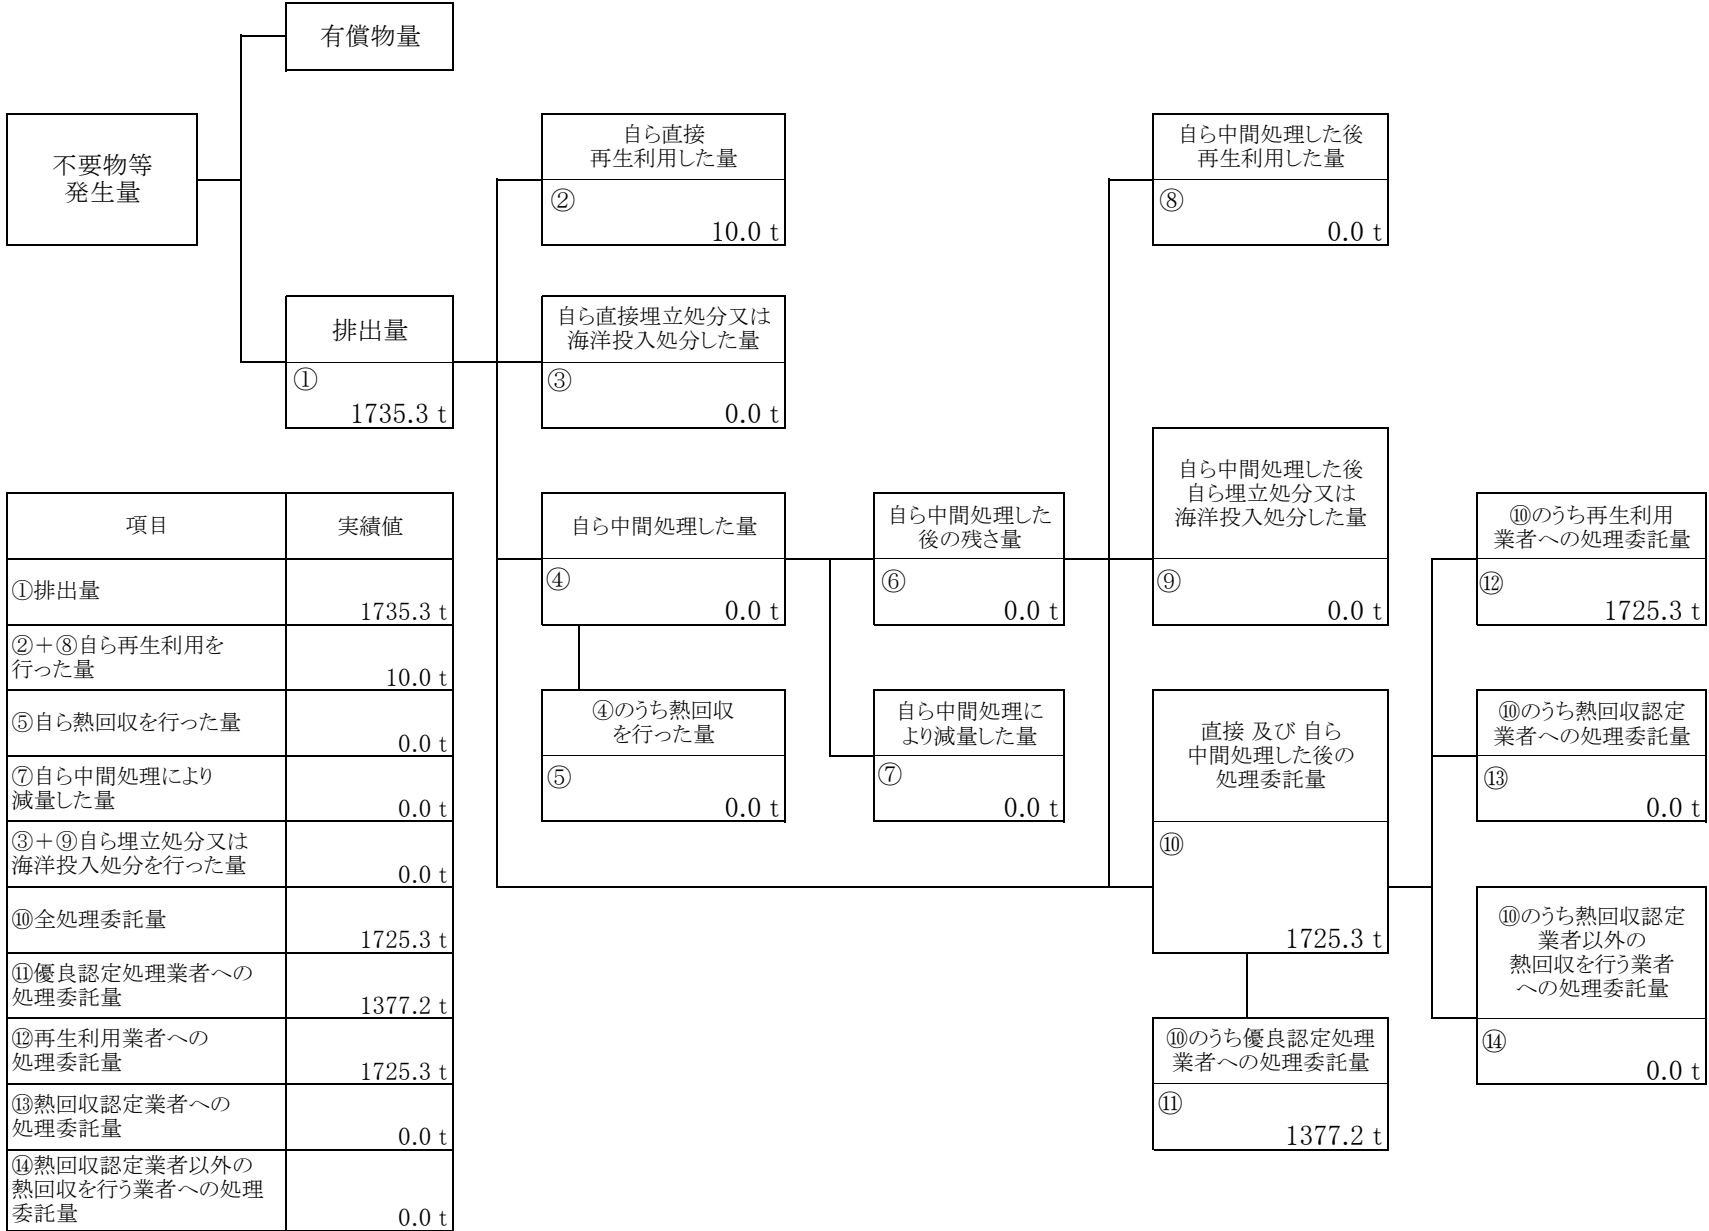 有償物量
不要物等
発生量
自ら直接
再生利用した量
②
10.0 t
自ら中間処理した後
再生利用した量
⑧
0.0 t
排出量
①
1735.3 t
自ら直接埋立処分又は
海洋投入処分した量
③
0.0 t
自ら中間処理した量
④
0.0 t
自ら中間処理した
後の残さ量
⑥
0.0 t
自ら中間処理した後
自ら埋立処分又は
海洋投入処分した量
⑨
0.0 t
⑩のうち再生利用
業者への処理委託量
⑫
1725.3 t
④のうち熱回収
を行った量
⑤
0.0 t
自ら中間処理に
より減量した量
⑦
0.0 t
直接 及び 自ら
中間処理した後の
処理委託量
⑩
1725.3 t
⑩のうち熱回収認定
業者への処理委託量
⑬
0.0 t
⑩のうち熱回収認定
業者以外の
熱回収を行う業者
への処理委託量
⑭
0.0 t
⑩のうち優良認定処理
業者への処理委託量
⑪
1377.2 t
項目 実績値
①排出量
1735.3 t
②+⑧自ら再生利用を
行った量
10.0 t
⑤自ら熱回収を行った量
0.0 t
⑦自ら中間処理により
減量した量
0.0 t
③+⑨自ら埋立処分又は
海洋投入処分を行った量
0.0 t
⑩全処理委託量
1725.3 t
⑪優良認定処理業者への
処理委託量
1377.2 t
⑫再生利用業者への
処理委託量
1725.3 t
⑬熱回収認定業者への
処理委託量
0.0 t
⑭熱回収認定業者以外の
熱回収を行う業者への処理
委託量
0.0 t